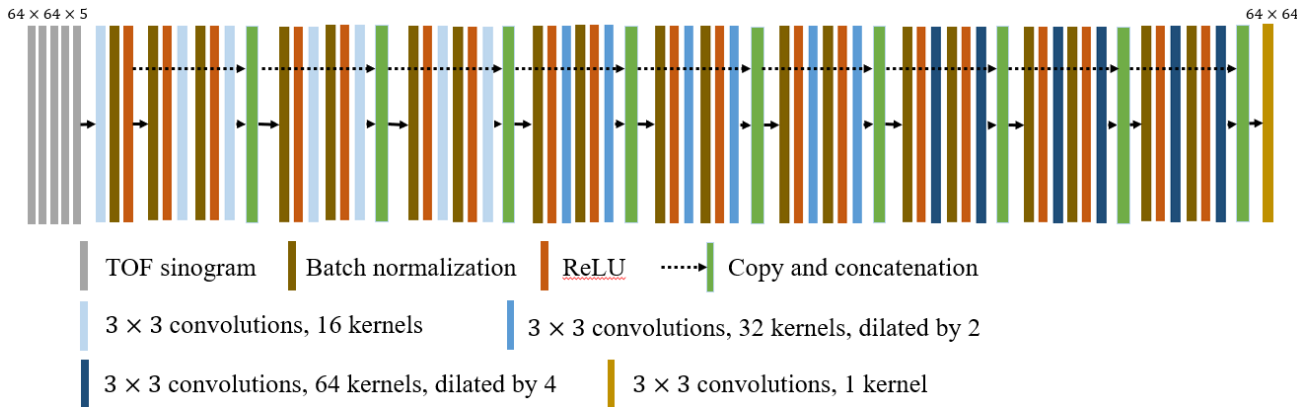 64 × 64 × 5 64 × 64
TOF sinogram Batch normalization ReLU Copy and concatenation
3 × 3 convolutions, 16 kernels 3 × 3 convolutions, 32 kernels, dilated by 2
3 × 3 convolutions, 64 kernels, dilated by 4 3 × 3 convolutions, 1 kernel